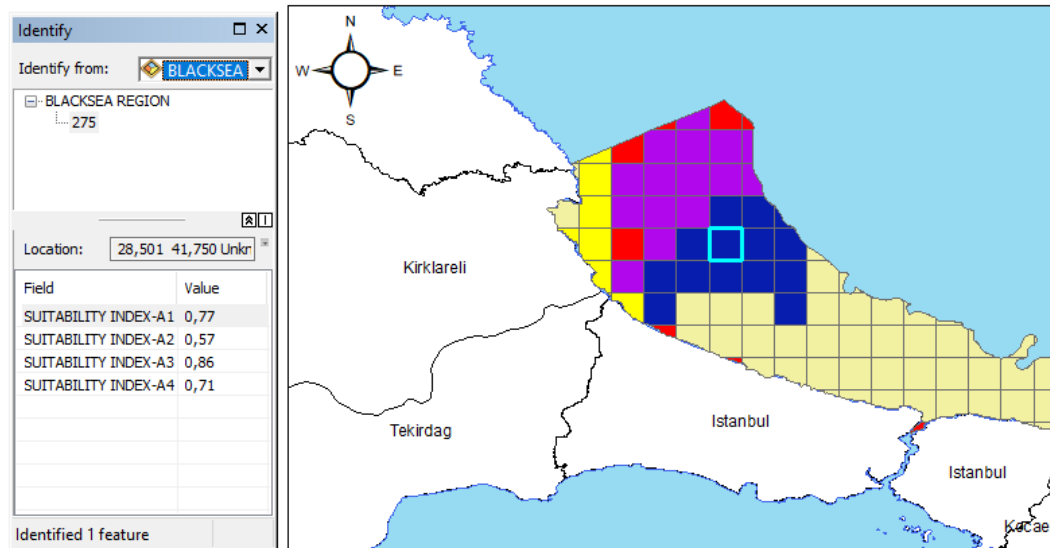 Identify
Identify from: BLACKSEA
BLACKSEA REGION
275
Location: 28,501 41,750 Unkr
Field Value
SUITABILITY INDEX-A1 0,77
SUITABILITY INDEX-A2 0,57
SUITABILITY INDEX-A3 0,86
SUITABILITY INDEX-A4 0,71
Identified 1 feature
N
W E
S
Kirklareli
Tekirdag
Istanbul
Istanbul
Kocae